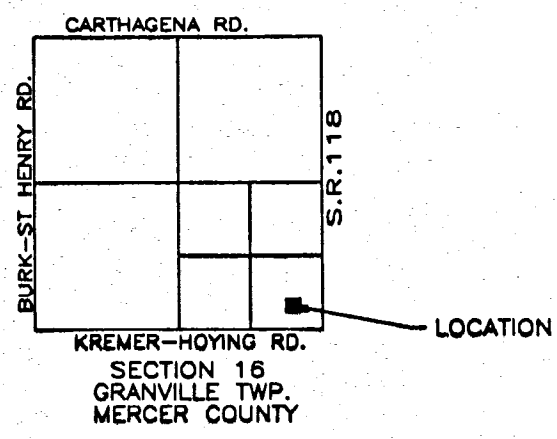 CARTHAGENA RD.
BURK-ST HENRY RD.
S.R.118
LOCATION
KREMER-HOYING RD.
SECTION 16
GRANVILLE TWP.
MERCER COUNTY